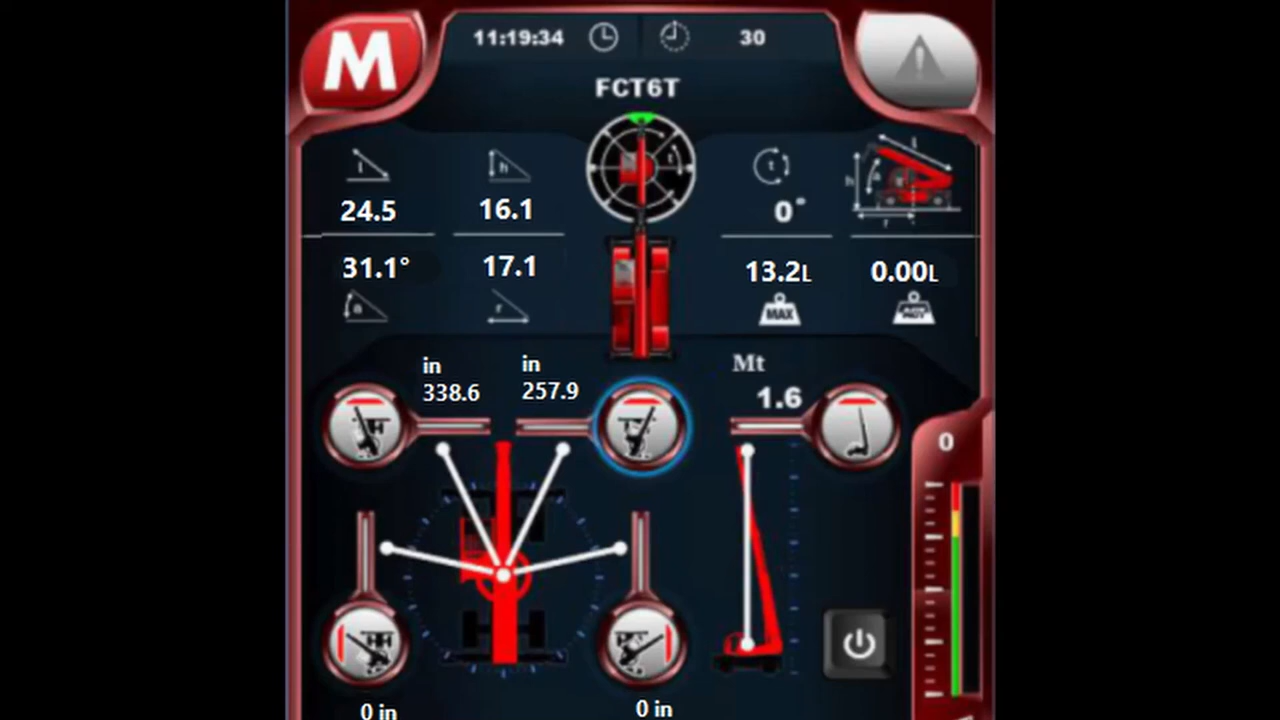 M
11:19:34 30
FCT6T
l h t l
h a
24.5 16.1 0° r
31.1° 17.1 13.2L 0.00L
a r MAX
in in Mt
338.6 257.9 1.6
0
0 in 0 in